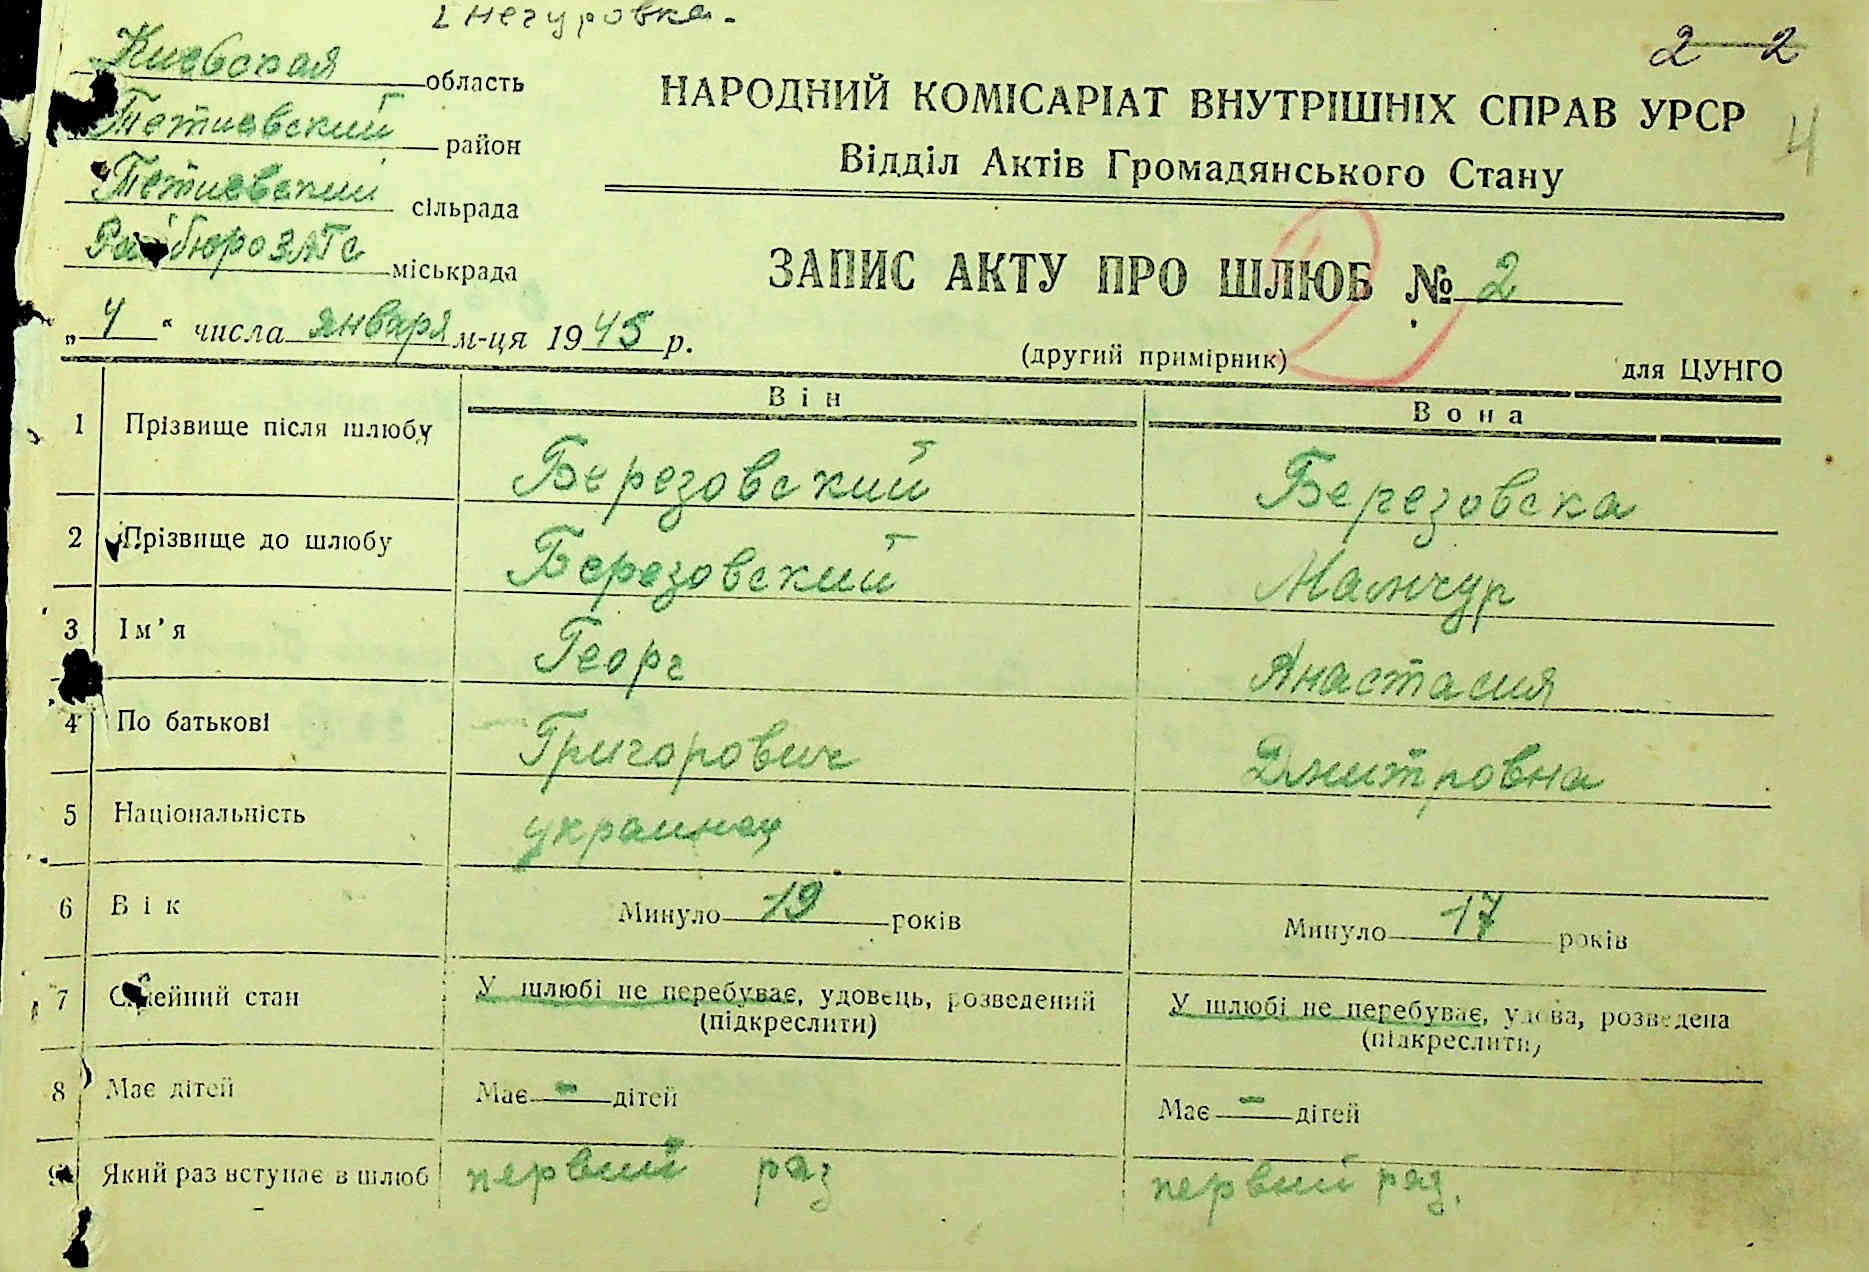 Снегуровка.
2 — 2
Киевская область
4
Тетиевский район
Тетиевский сільрада
Райбюро ЗАГС міськрада
НАРОДНИЙ КОМІСАРІАТ ВНУТРІШНІХ СПРАВ УРСР
Відділ Актів Громадянського Стану
ЗАПИС АКТУ ПРО ШЛЮБ № 2
2
„ 4 “ числа января м-ця 1945 р.
(другий примірник)
для ЦУНГО
Він Вона
1 Прізвище після шлюбу Березовский Березовска
2 Прізвище до шлюбу Березовский Мамчур
3 Ім’я Георг Анастасия
4 По батькові Григорович Дмитровна
5 Національність украинец
6 Вік Минуло 19 років Минуло 17 років
7 Сімейний стан У шлюбі не перебуває, удовець, розведений У шлюбі не перебуває, удова, розведена
(підкреслити) (підкреслити)
8 Має дітей Має – дітей Має – дітей
9 Який раз вступає в шлюб первий раз первий раз.